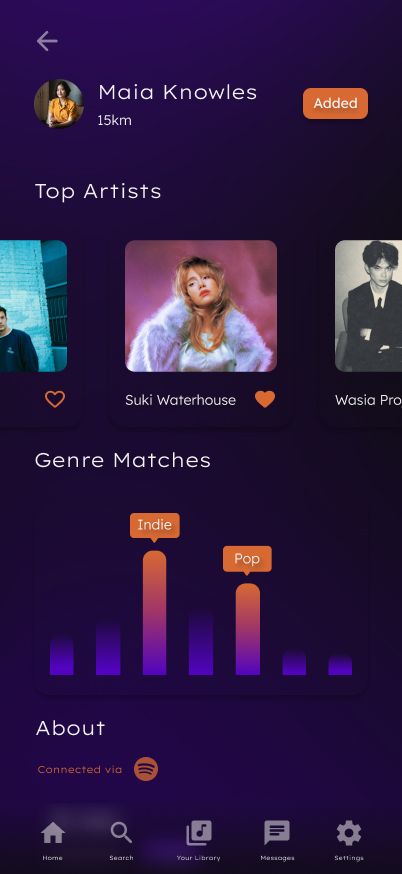 Maia Knowles
15km
Added
Top Artists
Suki Waterhouse
Wasia Pro
Genre Matches
Indie
Pop
About
Connected via
Home
Search
Your Library
Messages
Settings